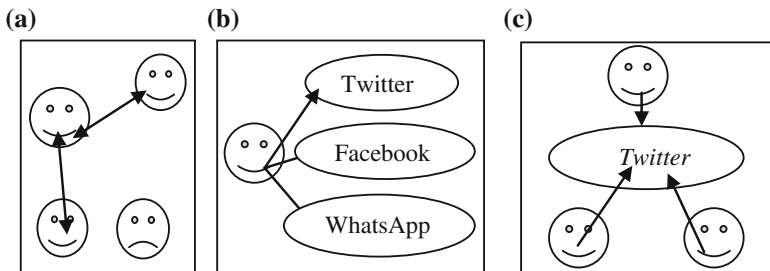 (a)
(b)
(c)
Twitter
Facebook
WhatsApp
Twitter